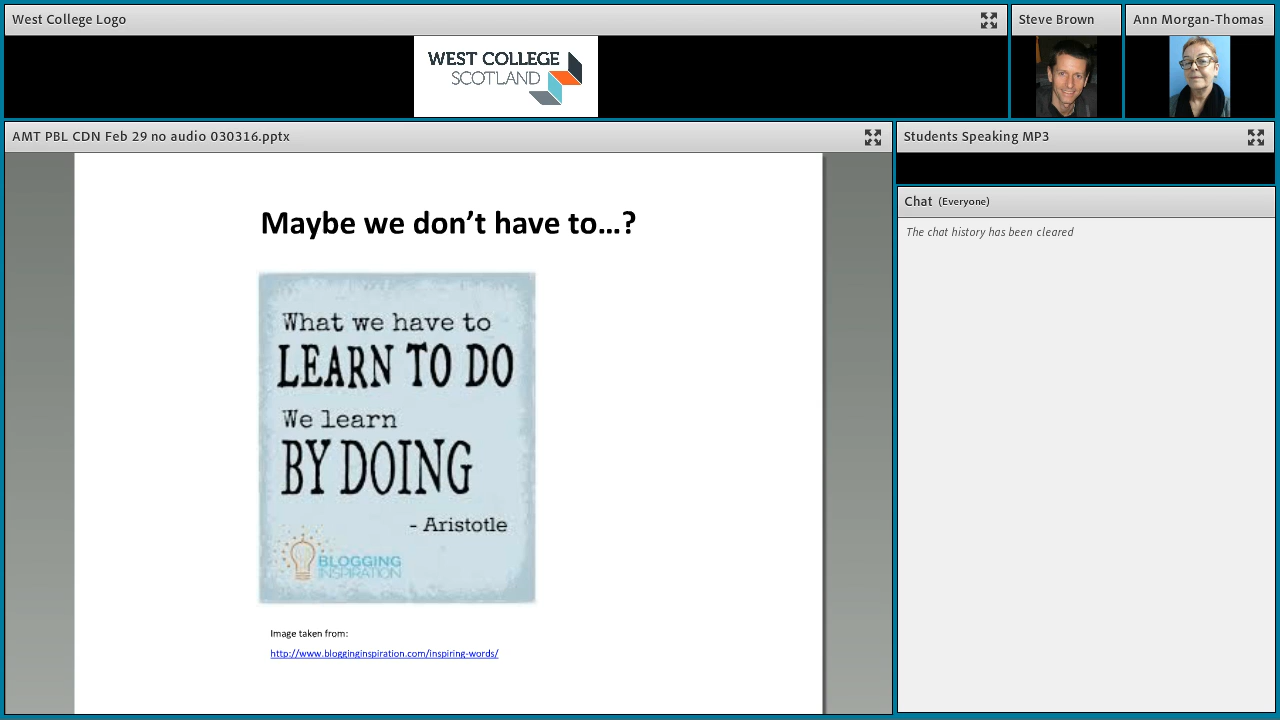 West College Logo
Steve Brown
Ann Morgan-Thomas
WEST COLLEGE
SCOTLAND
AMT PBL CDN Feb 29 no audio 030316.pptx
Students Speaking MP3
Chat (Everyone)
The chat history has been cleared
Maybe we don't have to...?
What we have to
LEARN TO DO
We learn
BY DOING
- Aristotle
BLOGGING
INSPIRATION
Image taken from:
http://www.blogginginspiration.com/inspiring-words/